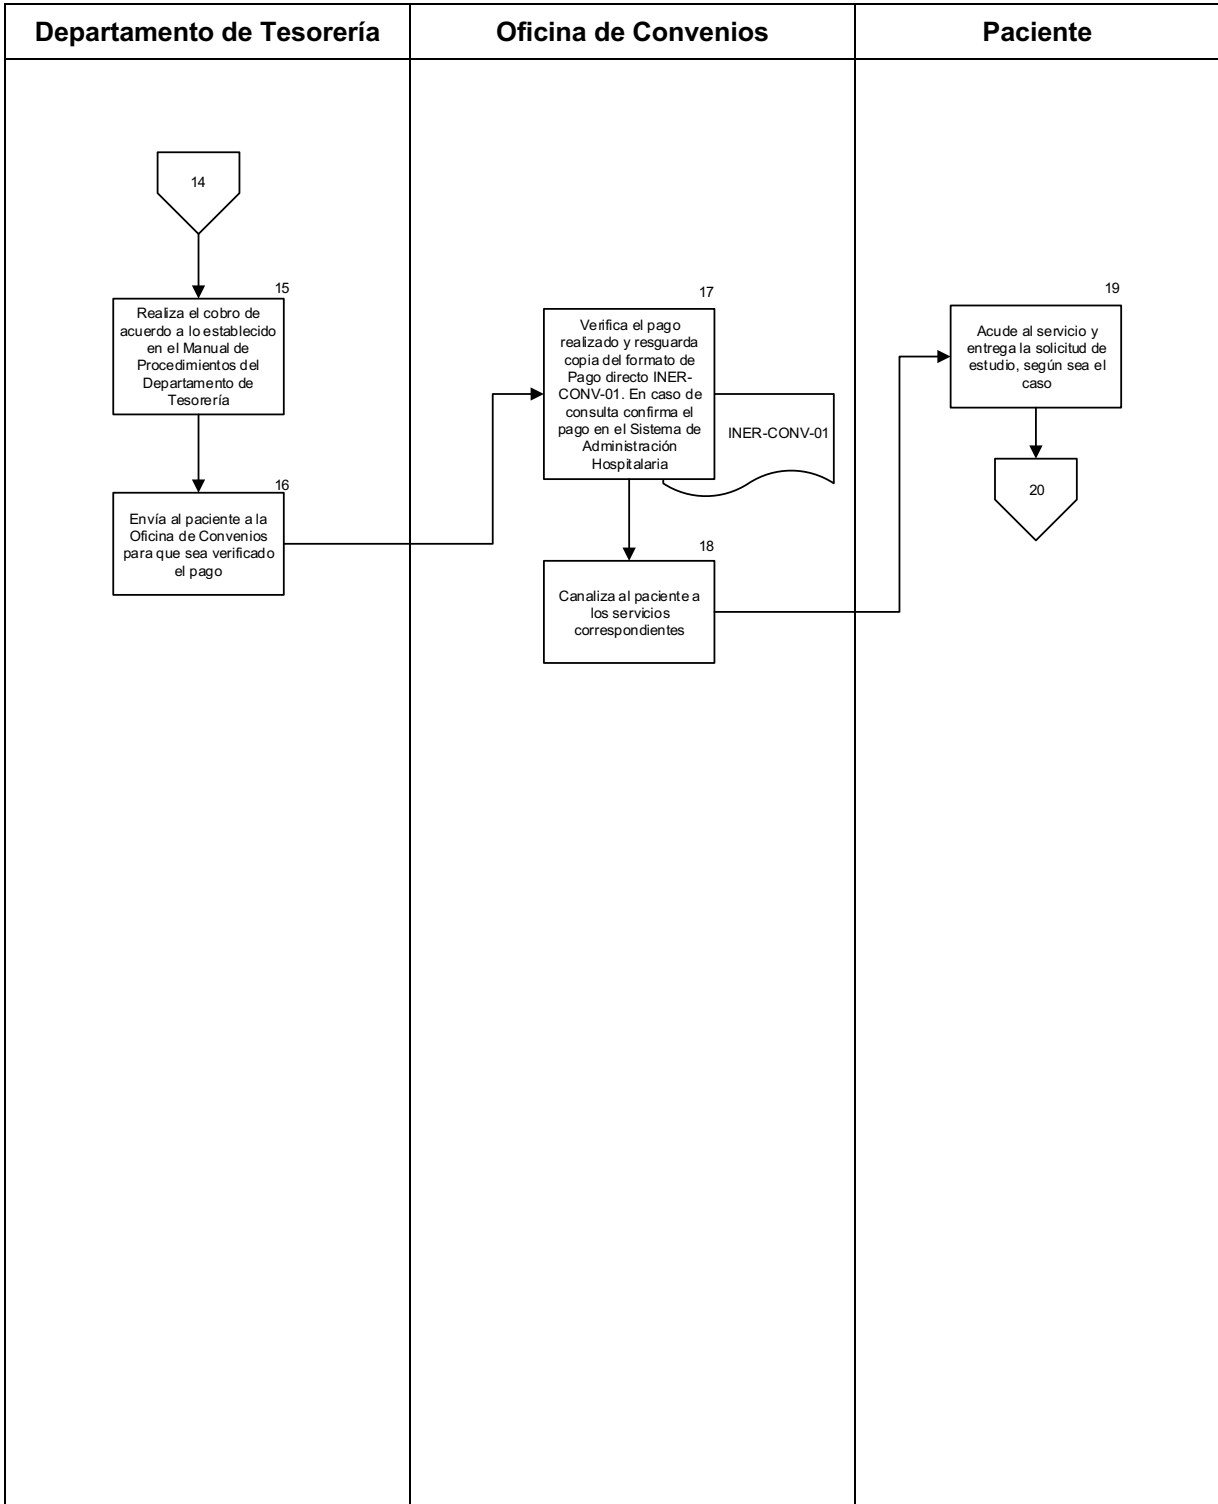 Departamento de Tesorería
Oficina de Convenios
Paciente
14
15
Realiza el cobro de
acuerdo a lo establecido
en el Manual de
Procedimientos del
Departamento de
Tesorería
16
Envía al paciente a la
Oficina de Convenios
para que sea verificado
el pago
17
Verifica el pago
realizado y resguarda
copia del formato de
Pago directo INER-
CONV-01. En caso de
consulta confirma el
pago en el Sistema de
Administración
Hospitalaria
INER-CONV-01
18
Canaliza al paciente a
los servicios
correspondientes
19
Acude al servicio y
entrega la solicitud de
estudio, según sea el
caso
20